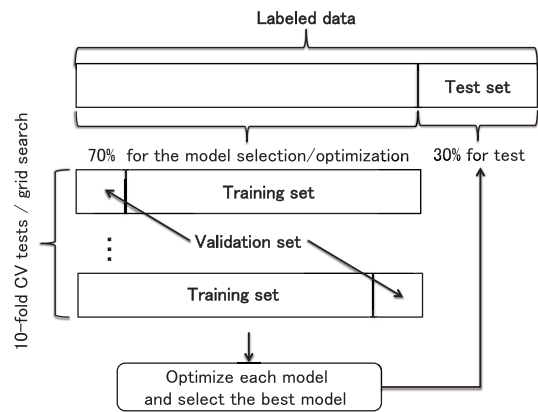 Labeled data
Test set
70% for the model selection/optimization
30% for test
10-fold CV tests / grid search
Training set
Validation set
Training set
Optimize each model
and select the best model